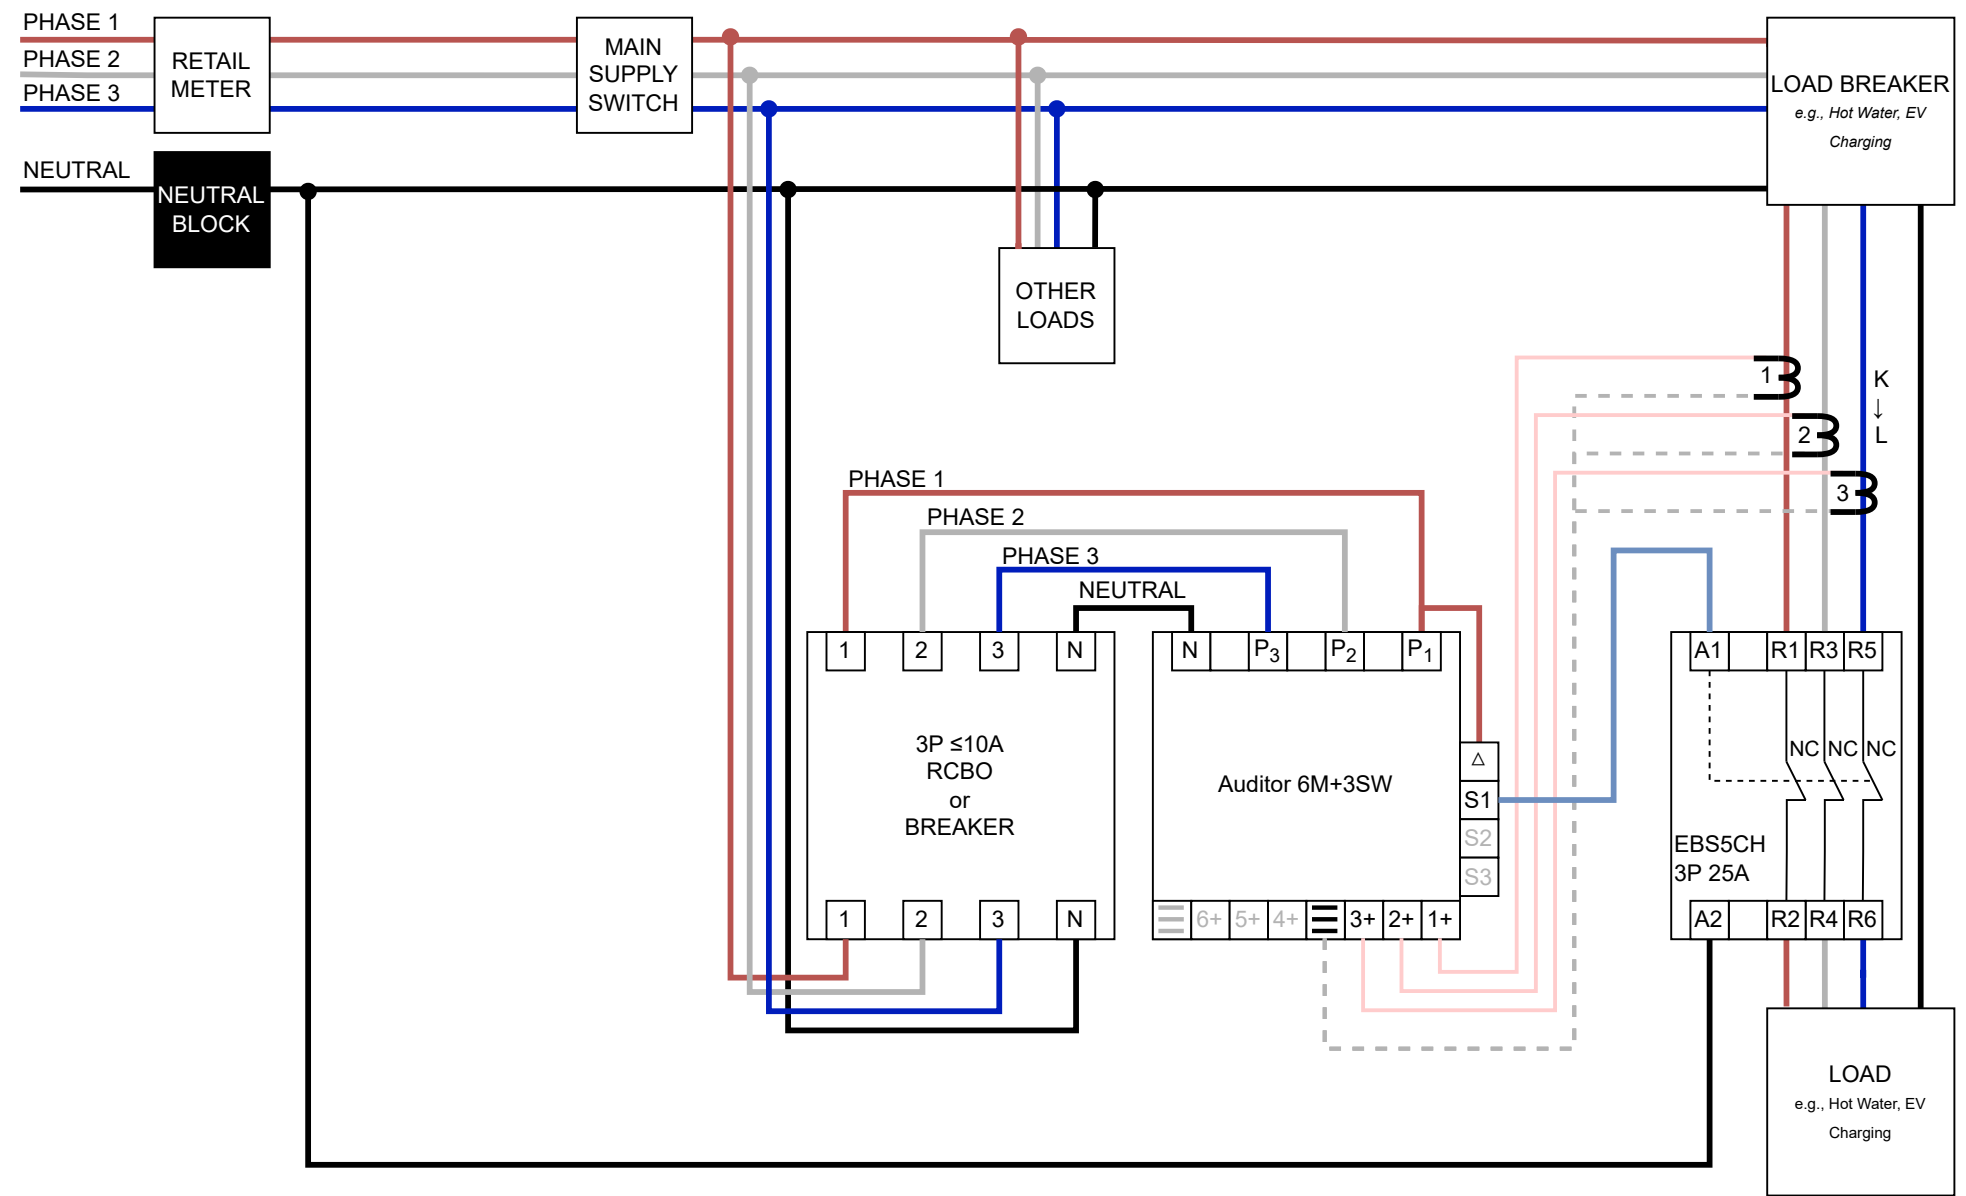 PHASE 1
PHASE 2
PHASE 3
NEUTRAL
RETAIL
METER
NEUTRAL
BLOCK
MAIN
SUPPLY
SWITCH
LOAD BREAKER
e.g., Hot Water, EV
Charging
OTHER
LOADS
1
2
3
K
↓
L
PHASE 1
PHASE 2
PHASE 3
NEUTRAL
1 2 3 N
3P ≤10A
RCBO
or
BREAKER
1 2 3 N
N P3 P2 P1
Auditor 6M+3SW
△
S1
S2
S3
6+ 5+ 4+ 3+ 2+ 1+
A1 R1 R3 R5
NC NC NC
EBS5CH
3P 25A
A2 R2 R4 R6
LOAD
e.g., Hot Water, EV
Charging